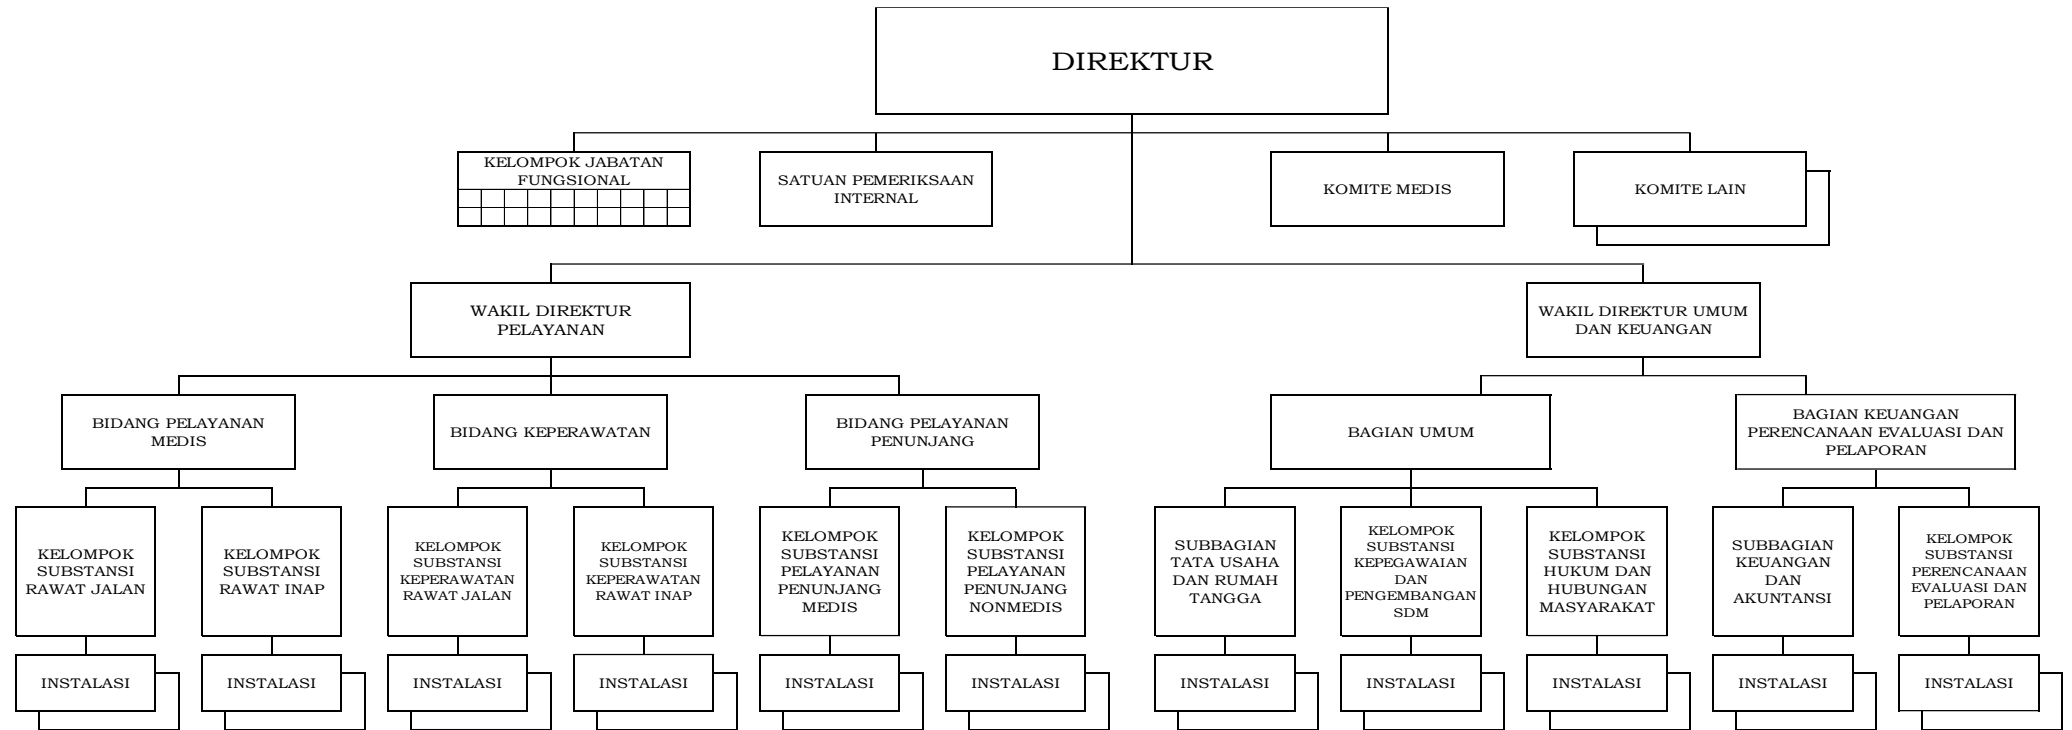 DIREKTUR
KELOMPOK JABATAN
FUNGSIONAL
SATUAN PEMERIKSAAN
INTERNAL
KOMITE MEDIS
KOMITE LAIN
WAKIL DIREKTUR
PELAYANAN
WAKIL DIREKTUR UMUM
DAN KEUANGAN
BIDANG PELAYANAN
MEDIS
BIDANG KEPERAWATAN
BIDANG PELAYANAN
PENUNJANG
BAGIAN UMUM
BAGIAN KEUANGAN
PERENCANAAN EVALUASI DAN
PELAPORAN
KELOMPOK
SUBSTANSI
RAWAT JALAN
KELOMPOK
SUBSTANSI
RAWAT INAP
KELOMPOK
SUBSTANSI
KEPERAWATAN
RAWAT JALAN
KELOMPOK
SUBSTANSI
KEPERAWATAN
RAWAT INAP
KELOMPOK
SUBSTANSI
PELAYANAN
PENUNJANG
MEDIS
KELOMPOK
SUBSTANSI
PELAYANAN
PENUNJANG
NONMEDIS
SUBBAGIAN
TATA USAHA
DAN RUMAH
TANGGA
KELOMPOK
SUBSTANSI
KEPEGAWAIAN
DAN
PENGEMBANGAN
SDM
KELOMPOK
SUBSTANSI
HUKUM DAN
HUBUNGAN
MASYARAKAT
SUBBAGIAN
KEUANGAN
DAN
AKUNTANSI
KELOMPOK
SUBSTANSI
PERENCANAAN
EVALUASI DAN
PELAPORAN
INSTALASI
INSTALASI
INSTALASI
INSTALASI
INSTALASI
INSTALASI
INSTALASI
INSTALASI
INSTALASI
INSTALASI
INSTALASI